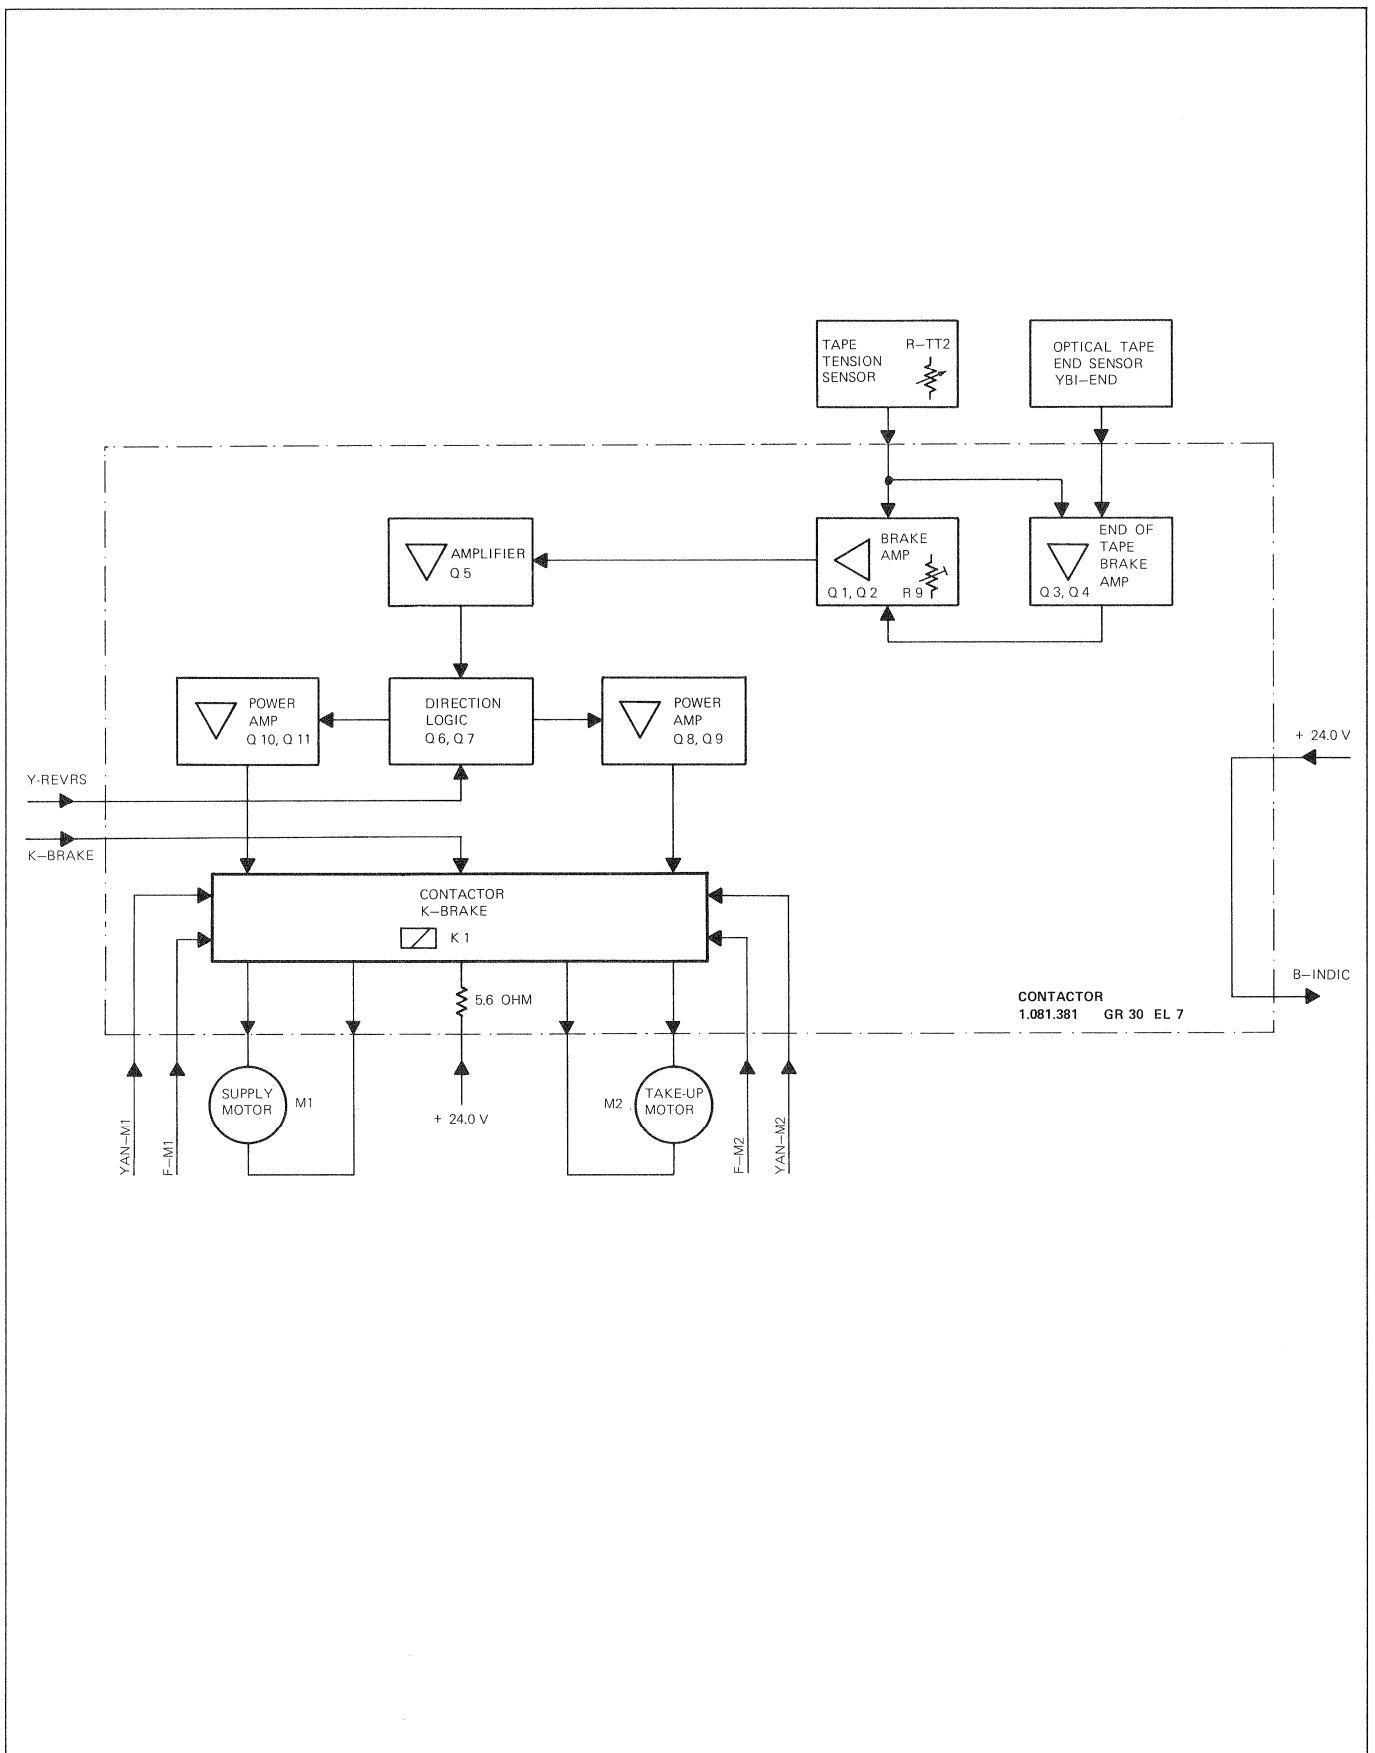 TAPE
TENSION
SENSOR
R–TT2
OPTICAL TAPE
END SENSOR
YBI–END
AMPLIFIER
Q 5
BRAKE
AMP
Q 1, Q 2
R 9
END OF
TAPE
BRAKE
AMP
Q 3, Q 4
POWER
AMP
Q 10, Q 11
DIRECTION
LOGIC
Q 6, Q 7
POWER
AMP
Q 8, Q 9
+ 24.0 V
Y-REVRS
K–BRAKE
CONTACTOR
K–BRAKE
K 1
B–INDIC
5.6 OHM
CONTACTOR
1.081.381 GR 30 EL 7
YAN–M1
F–M1
SUPPLY
MOTOR
M1
+ 24.0 V
M2
TAKE-UP
MOTOR
F–M2
YAN–M2